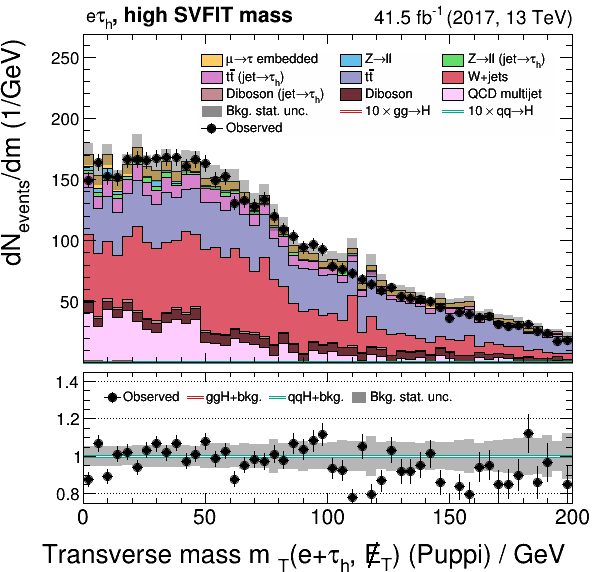 eτh, high SVFIT mass 41.5 fb⁻¹ (2017, 13 TeV)
dNevents/dm (1/GeV)
250
200
150
100
50
μ→τ embedded Z→ll Z→ll (jet→τh)
tt̄ (jet→τh) tt̄ W+jets
Diboson (jet→τh) Diboson QCD multijet
Bkg. stat. unc. 10 × gg→H 10 × qq→H
Observed
1.4
1.2
1
0.8
Observed ggH+bkg. qqH+bkg. Bkg. stat. unc.
0 50 100 150 200
Transverse mass m T(e+τh, E̸T) (Puppi) / GeV